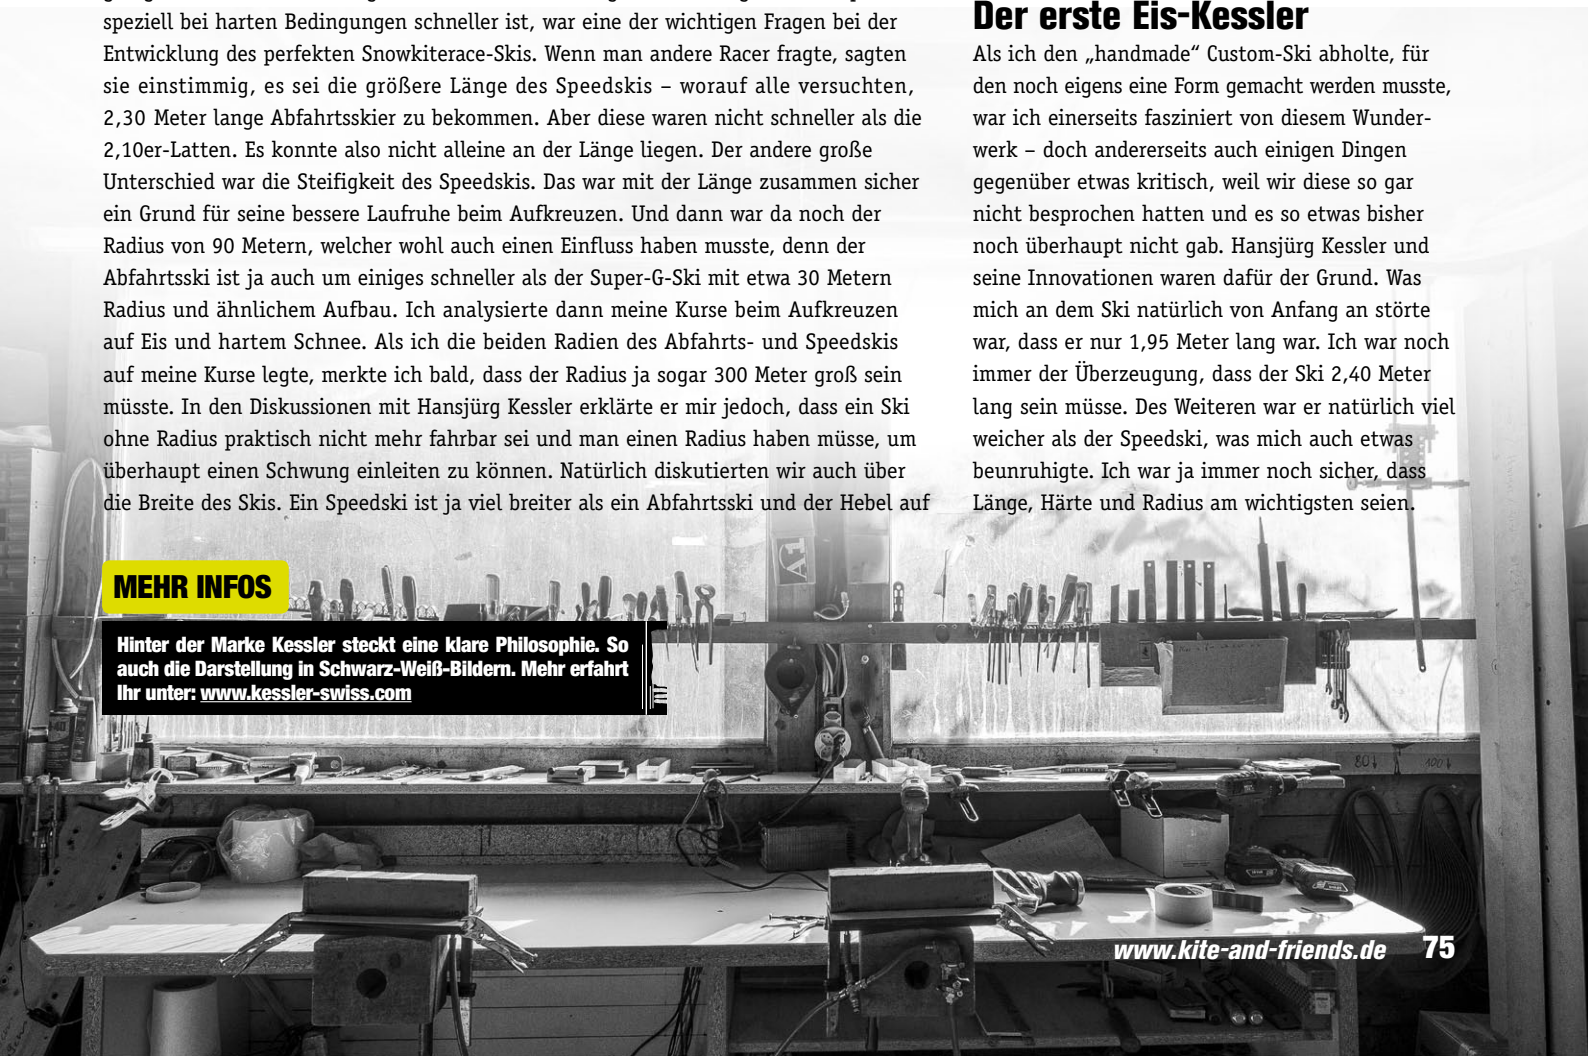 speziell bei harten Bedingungen schneller ist, war eine der wichtigen Fragen bei der
Entwicklung des perfekten Snowkiterace-Skis. Wenn man andere Racer fragte, sagten
sie einstimmig, es sei die größere Länge des Speedskis – worauf alle versuchten,
2,30 Meter lange Abfahrtsskier zu bekommen. Aber diese waren nicht schneller als die
2,10er-Latten. Es konnte also nicht alleine an der Länge liegen. Der andere große
Unterschied war die Steifigkeit des Speedskis. Das war mit der Länge zusammen sicher
ein Grund für seine bessere Laufruhe beim Aufkreuzen. Und dann war da noch der
Radius von 90 Metern, welcher wohl auch einen Einfluss haben musste, denn der
Abfahrtsski ist ja auch um einiges schneller als der Super-G-Ski mit etwa 30 Metern
Radius und ähnlichem Aufbau. Ich analysierte dann meine Kurse beim Aufkreuzen
auf Eis und hartem Schnee. Als ich die beiden Radien des Abfahrts- und Speedskis
auf meine Kurse legte, merkte ich bald, dass der Radius ja sogar 300 Meter groß sein
müsste. In den Diskussionen mit Hansjürg Kessler erklärte er mir jedoch, dass ein Ski
ohne Radius praktisch nicht mehr fahrbar sei und man einen Radius haben müsse, um
überhaupt einen Schwung einleiten zu können. Natürlich diskutierten wir auch über
die Breite des Skis. Ein Speedski ist ja viel breiter als ein Abfahrtsski und der Hebel auf
Der erste Eis-Kessler
Als ich den „handmade“ Custom-Ski abholte, für
den noch eigens eine Form gemacht werden musste,
war ich einerseits fasziniert von diesem Wunder-
werk – doch andererseits auch einigen Dingen
gegenüber etwas kritisch, weil wir diese so gar
nicht besprochen hatten und es so etwas bisher
noch überhaupt nicht gab. Hansjürg Kessler und
seine Innovationen waren dafür der Grund. Was
mich an dem Ski natürlich von Anfang an störte
war, dass er nur 1,95 Meter lang war. Ich war noch
immer der Überzeugung, dass der Ski 2,40 Meter
lang sein müsse. Des Weiteren war er natürlich viel
weicher als der Speedski, was mich auch etwas
beunruhigte. Ich war ja immer noch sicher, dass
Länge, Härte und Radius am wichtigsten seien.
MEHR INFOS
Hinter der Marke Kessler steckt eine klare Philosophie. So
auch die Darstellung in Schwarz-Weiß-Bildern. Mehr erfahrt
Ihr unter: www.kessler-swiss.com
A1
80↓
100↓
www.kite-and-friends.de 75